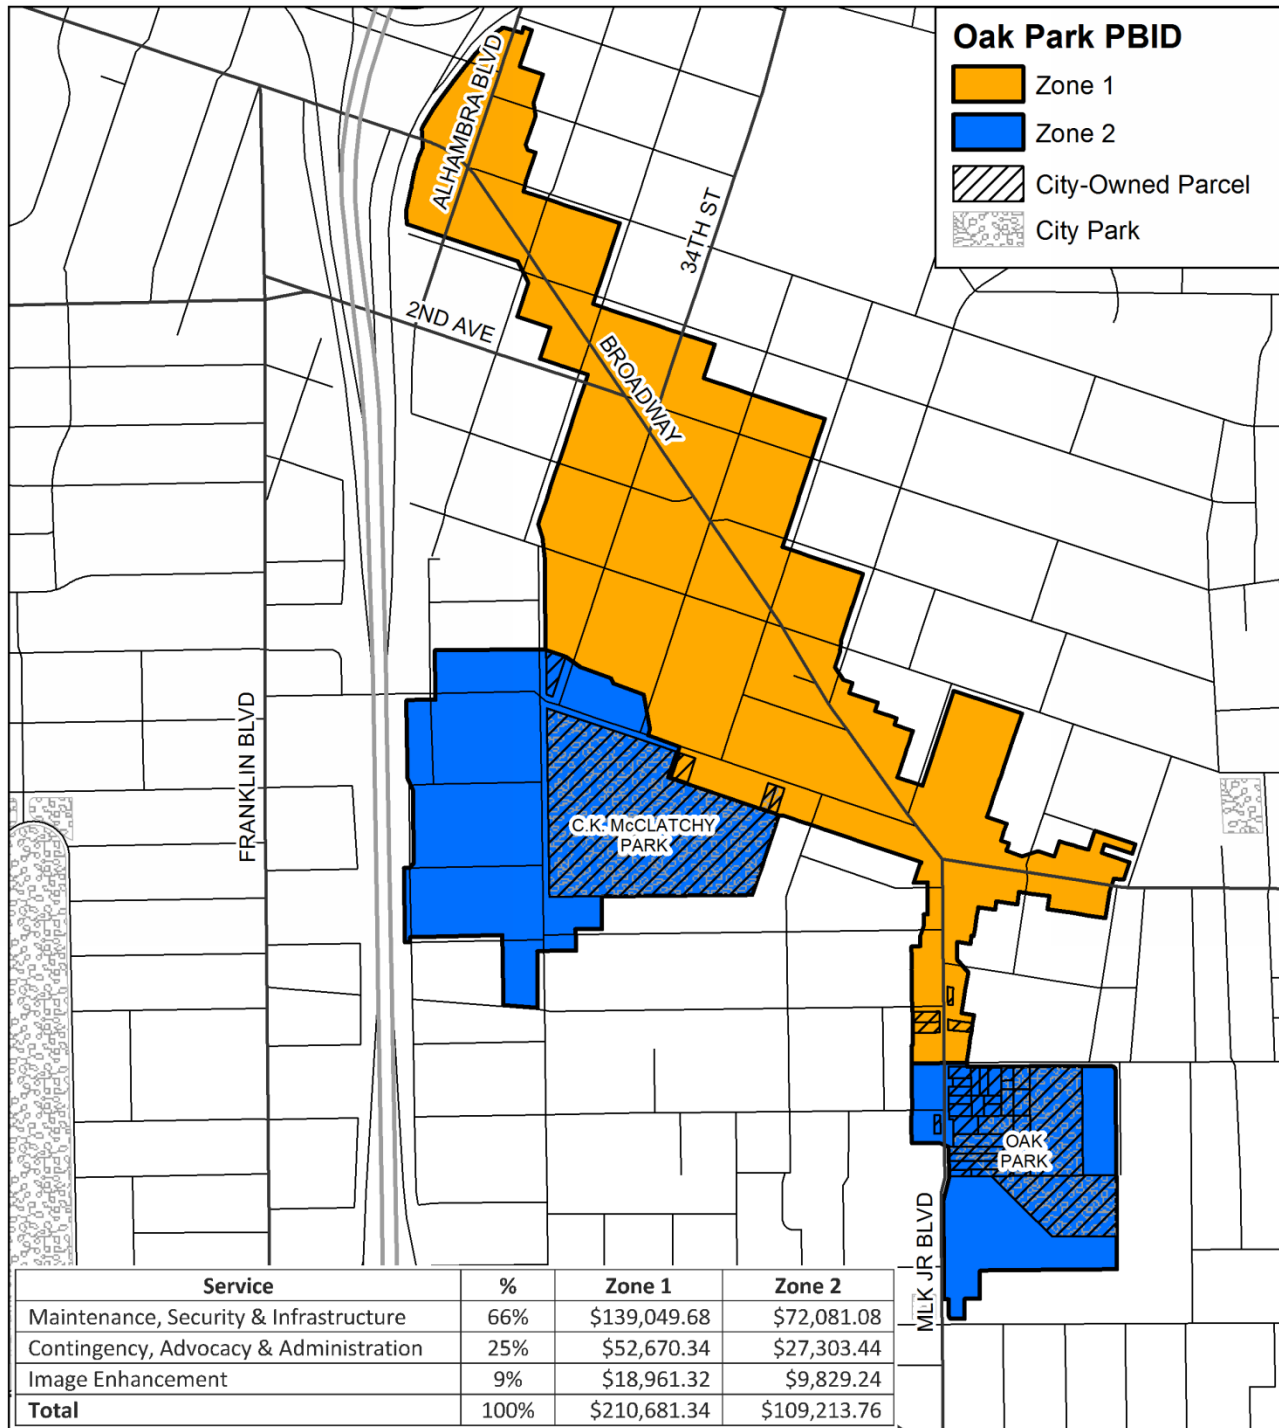 Oak Park PBID
Zone 1
Zone 2
City-Owned Parcel
City Park
ALHAMBRA BLVD
34TH ST
2ND AVE
BROADWAY
FRANKLIN BLVD
C.K. McCLATCHY
PARK
OAK
PARK
MLK JR BLVD
Service % Zone 1 Zone 2
Maintenance, Security & Infrastructure 66% $139,049.68 $72,081.08
Contingency, Advocacy & Administration 25% $52,670.34 $27,303.44
Image Enhancement 9% $18,961.32 $9,829.24
Total 100% $210,681.34 $109,213.76